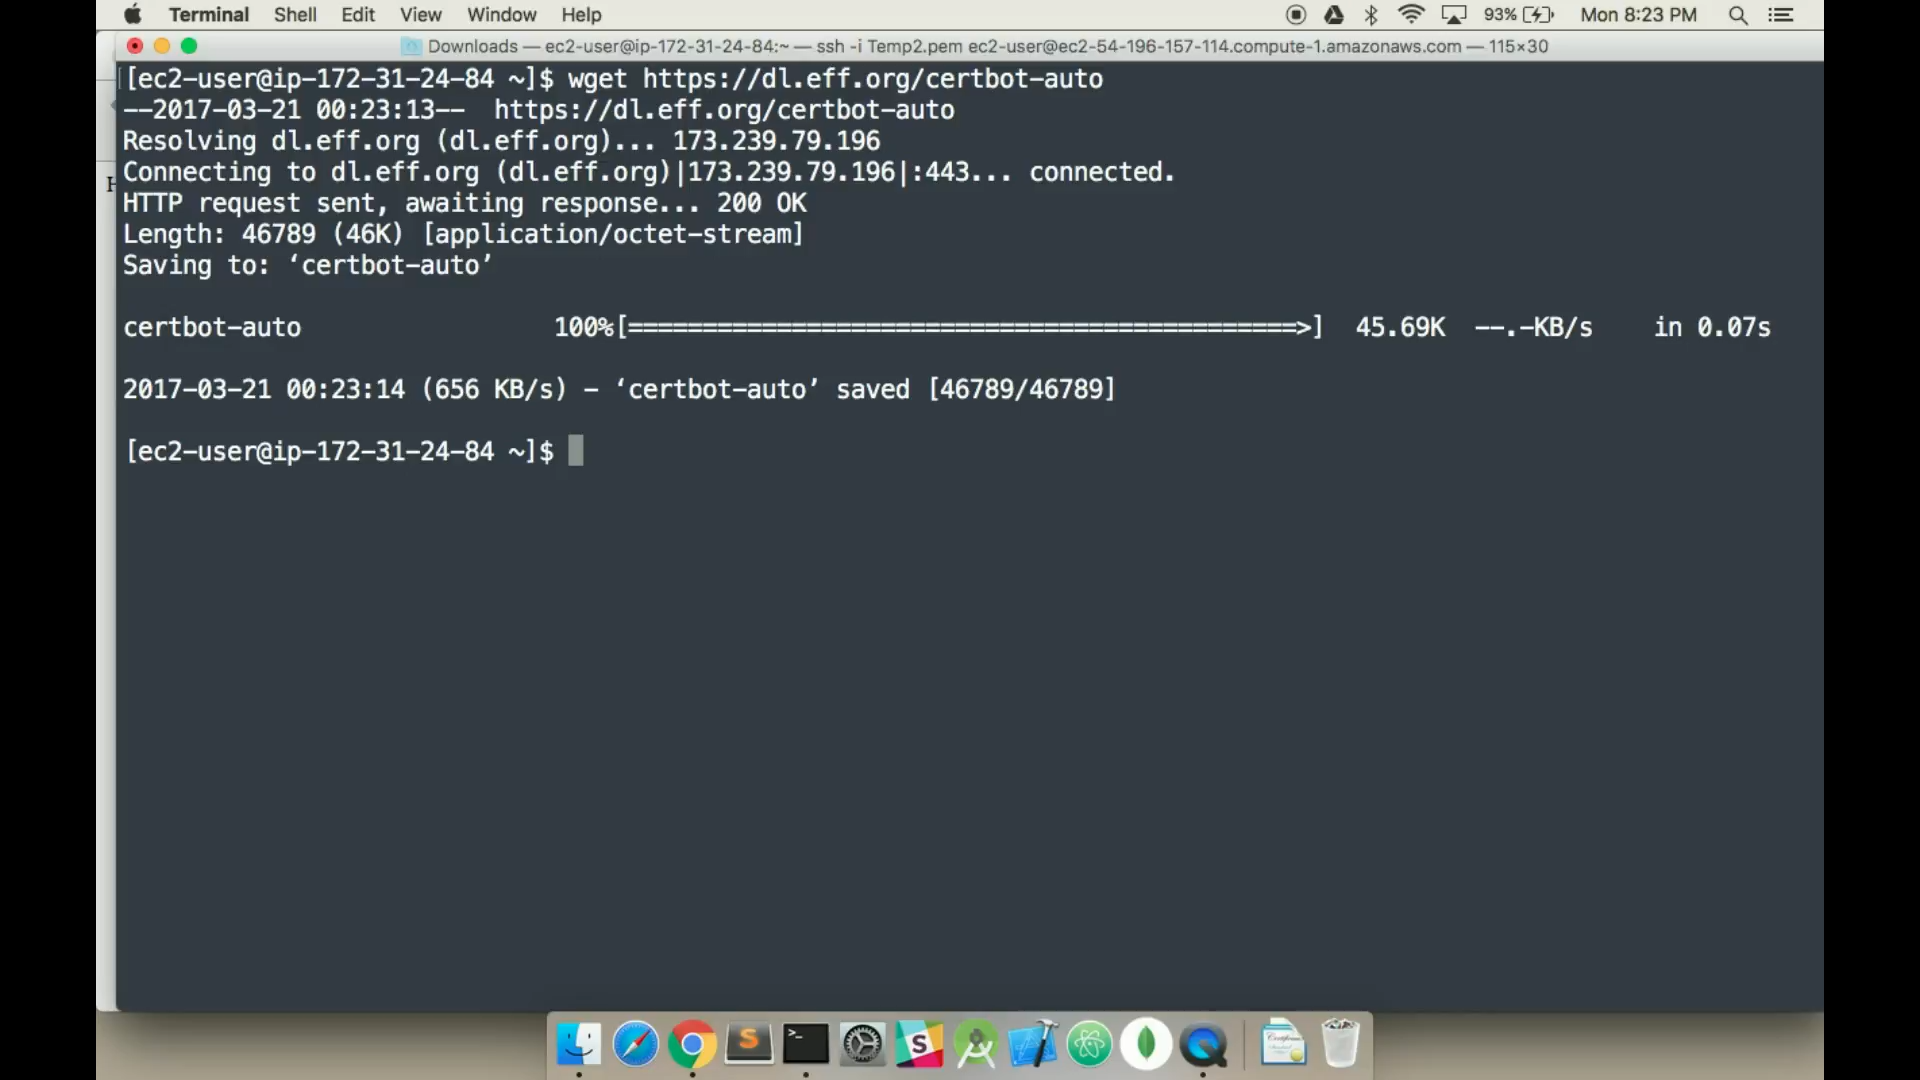 Terminal Shell Edit View Window Help 93% Mon 8:23 PM
Downloads — ec2-user@ip-172-31-24-84:~ — ssh -i Temp2.pem ec2-user@ec2-54-196-157-114.compute-1.amazonaws.com — 115×30
[ec2-user@ip-172-31-24-84 ~]$ wget https://dl.eff.org/certbot-auto
--2017-03-21 00:23:13--  https://dl.eff.org/certbot-auto
Resolving dl.eff.org (dl.eff.org)... 173.239.79.196
Connecting to dl.eff.org (dl.eff.org)|173.239.79.196|:443... connected.
HTTP request sent, awaiting response... 200 OK
Length: 46789 (46K) [application/octet-stream]
Saving to: ‘certbot-auto’
certbot-auto 100%[=============================================>] 45.69K --.-KB/s in 0.07s
2017-03-21 00:23:14 (656 KB/s) - ‘certbot-auto’ saved [46789/46789]
[ec2-user@ip-172-31-24-84 ~]$